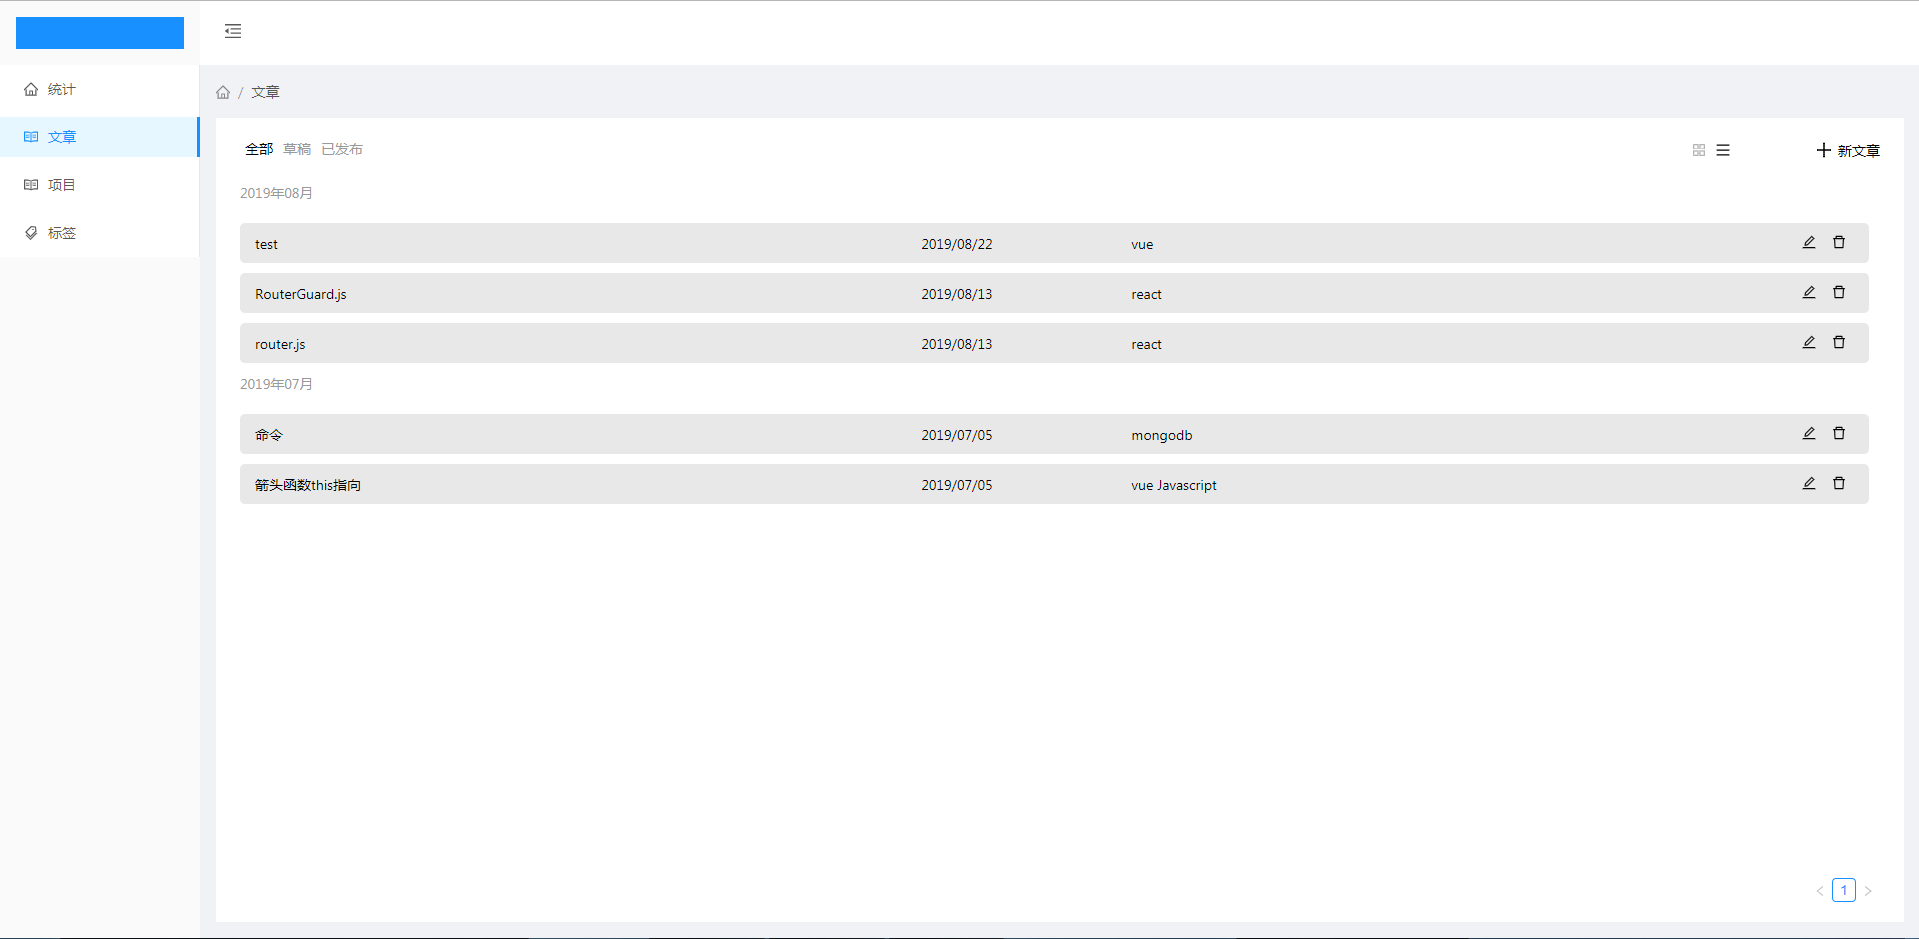 统计
文章
项目
标签
/ 文章
全部 草稿 已发布
新文章
2019年08月
test 2019/08/22 vue
RouterGuard.js 2019/08/13 react
router.js 2019/08/13 react
2019年07月
命令 2019/07/05 mongodb
箭头函数this指向 2019/07/05 vue Javascript
< 1 >